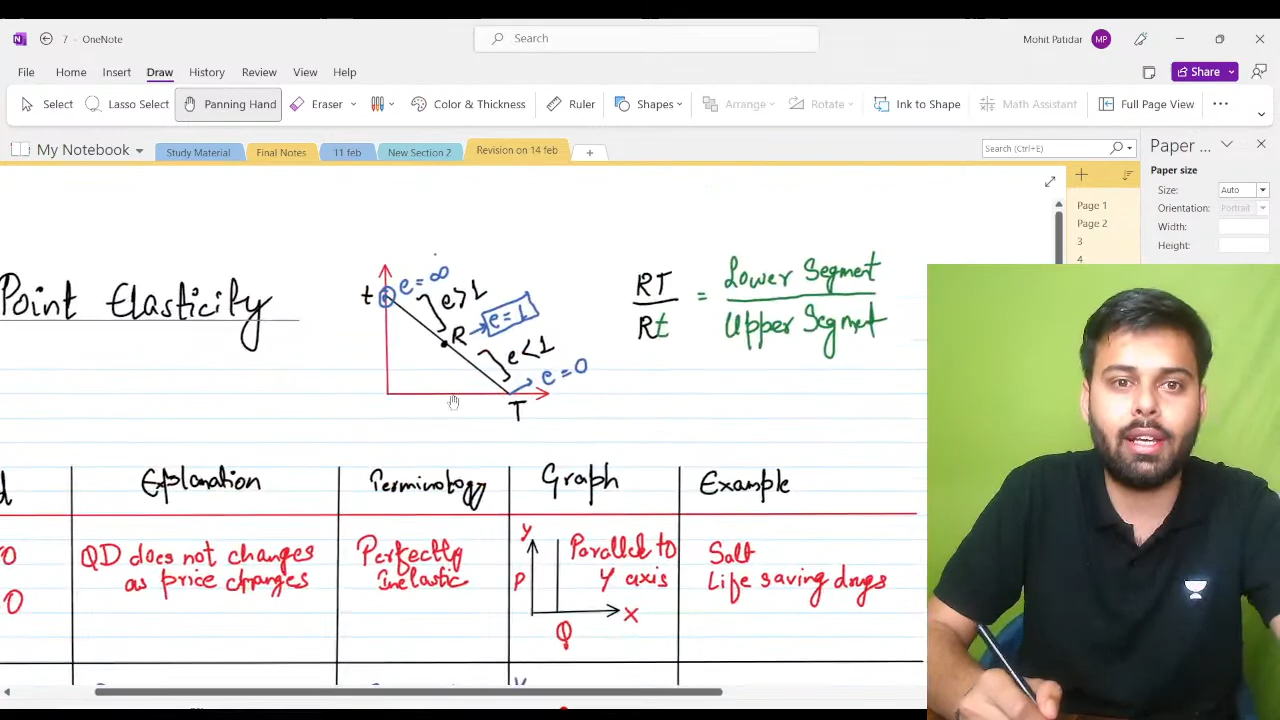 7 - OneNote
Search
Mohit Patidar
MP
File Home Insert Draw History Review View Help
Share
Select Lasso Select Panning Hand Eraser Color & Thickness Ruler Shapes Arrange Rotate Ink to Shape Math Assistant Full Page View
My Notebook
Study Material Final Notes 11 feb New Section 2 Revision on 14 feb
Search (Ctrl+E)
Paper ...
Paper size
Size: Auto
Orientation: Portrait
Width:
Height:
Page 1
Page 2
3
4
Point Elasticity
t
e = ∞
e>1
R
e = 1
e<1
e = 0
T
RT = Lower Segment
Rt Upper Segment
d Explanation Terminology Graph Example
0 QD does not changes
as price changes
0
Perfectly
Inelastic
Y
P
Q
X
Parallel to
Y axis
Salt
Life saving drugs